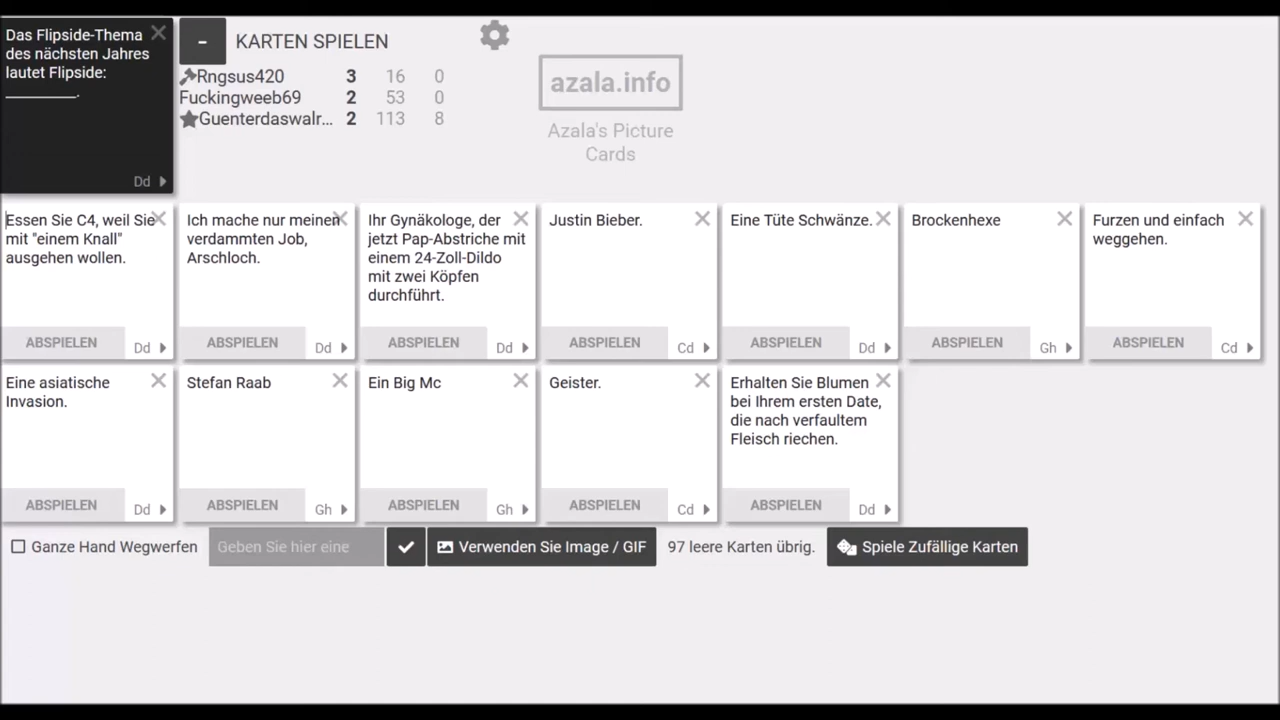 Das Flipside-Thema
des nächsten Jahres
lautet Flipside:
__________.
Dd
-
KARTEN SPIELEN
Rngsus420 3 16 0
Fuckingweeb69 2 53 0
Guenterdaswalr... 2 113 8
azala.info
Azala's Picture
Cards
Essen Sie C4, weil Sie
mit "einem Knall"
ausgehen wollen.
ABSPIELEN
Dd
Ich mache nur meinen
verdammten Job,
Arschloch.
ABSPIELEN
Dd
Ihr Gynäkologe, der
jetzt Pap-Abstriche mit
einem 24-Zoll-Dildo
mit zwei Köpfen
durchführt.
ABSPIELEN
Dd
Justin Bieber.
ABSPIELEN
Cd
Eine Tüte Schwänze.
ABSPIELEN
Dd
Brockenhexe
ABSPIELEN
Gh
Furzen und einfach
weggehen.
ABSPIELEN
Cd
Eine asiatische
Invasion.
ABSPIELEN
Dd
Stefan Raab
ABSPIELEN
Gh
Ein Big Mc
ABSPIELEN
Gh
Geister.
ABSPIELEN
Cd
Erhalten Sie Blumen
bei Ihrem ersten Date,
die nach verfaultem
Fleisch riechen.
ABSPIELEN
Dd
Ganze Hand Wegwerfen
Geben Sie hier eine
Verwenden Sie Image / GIF
97 leere Karten übrig.
Spiele Zufällige Karten